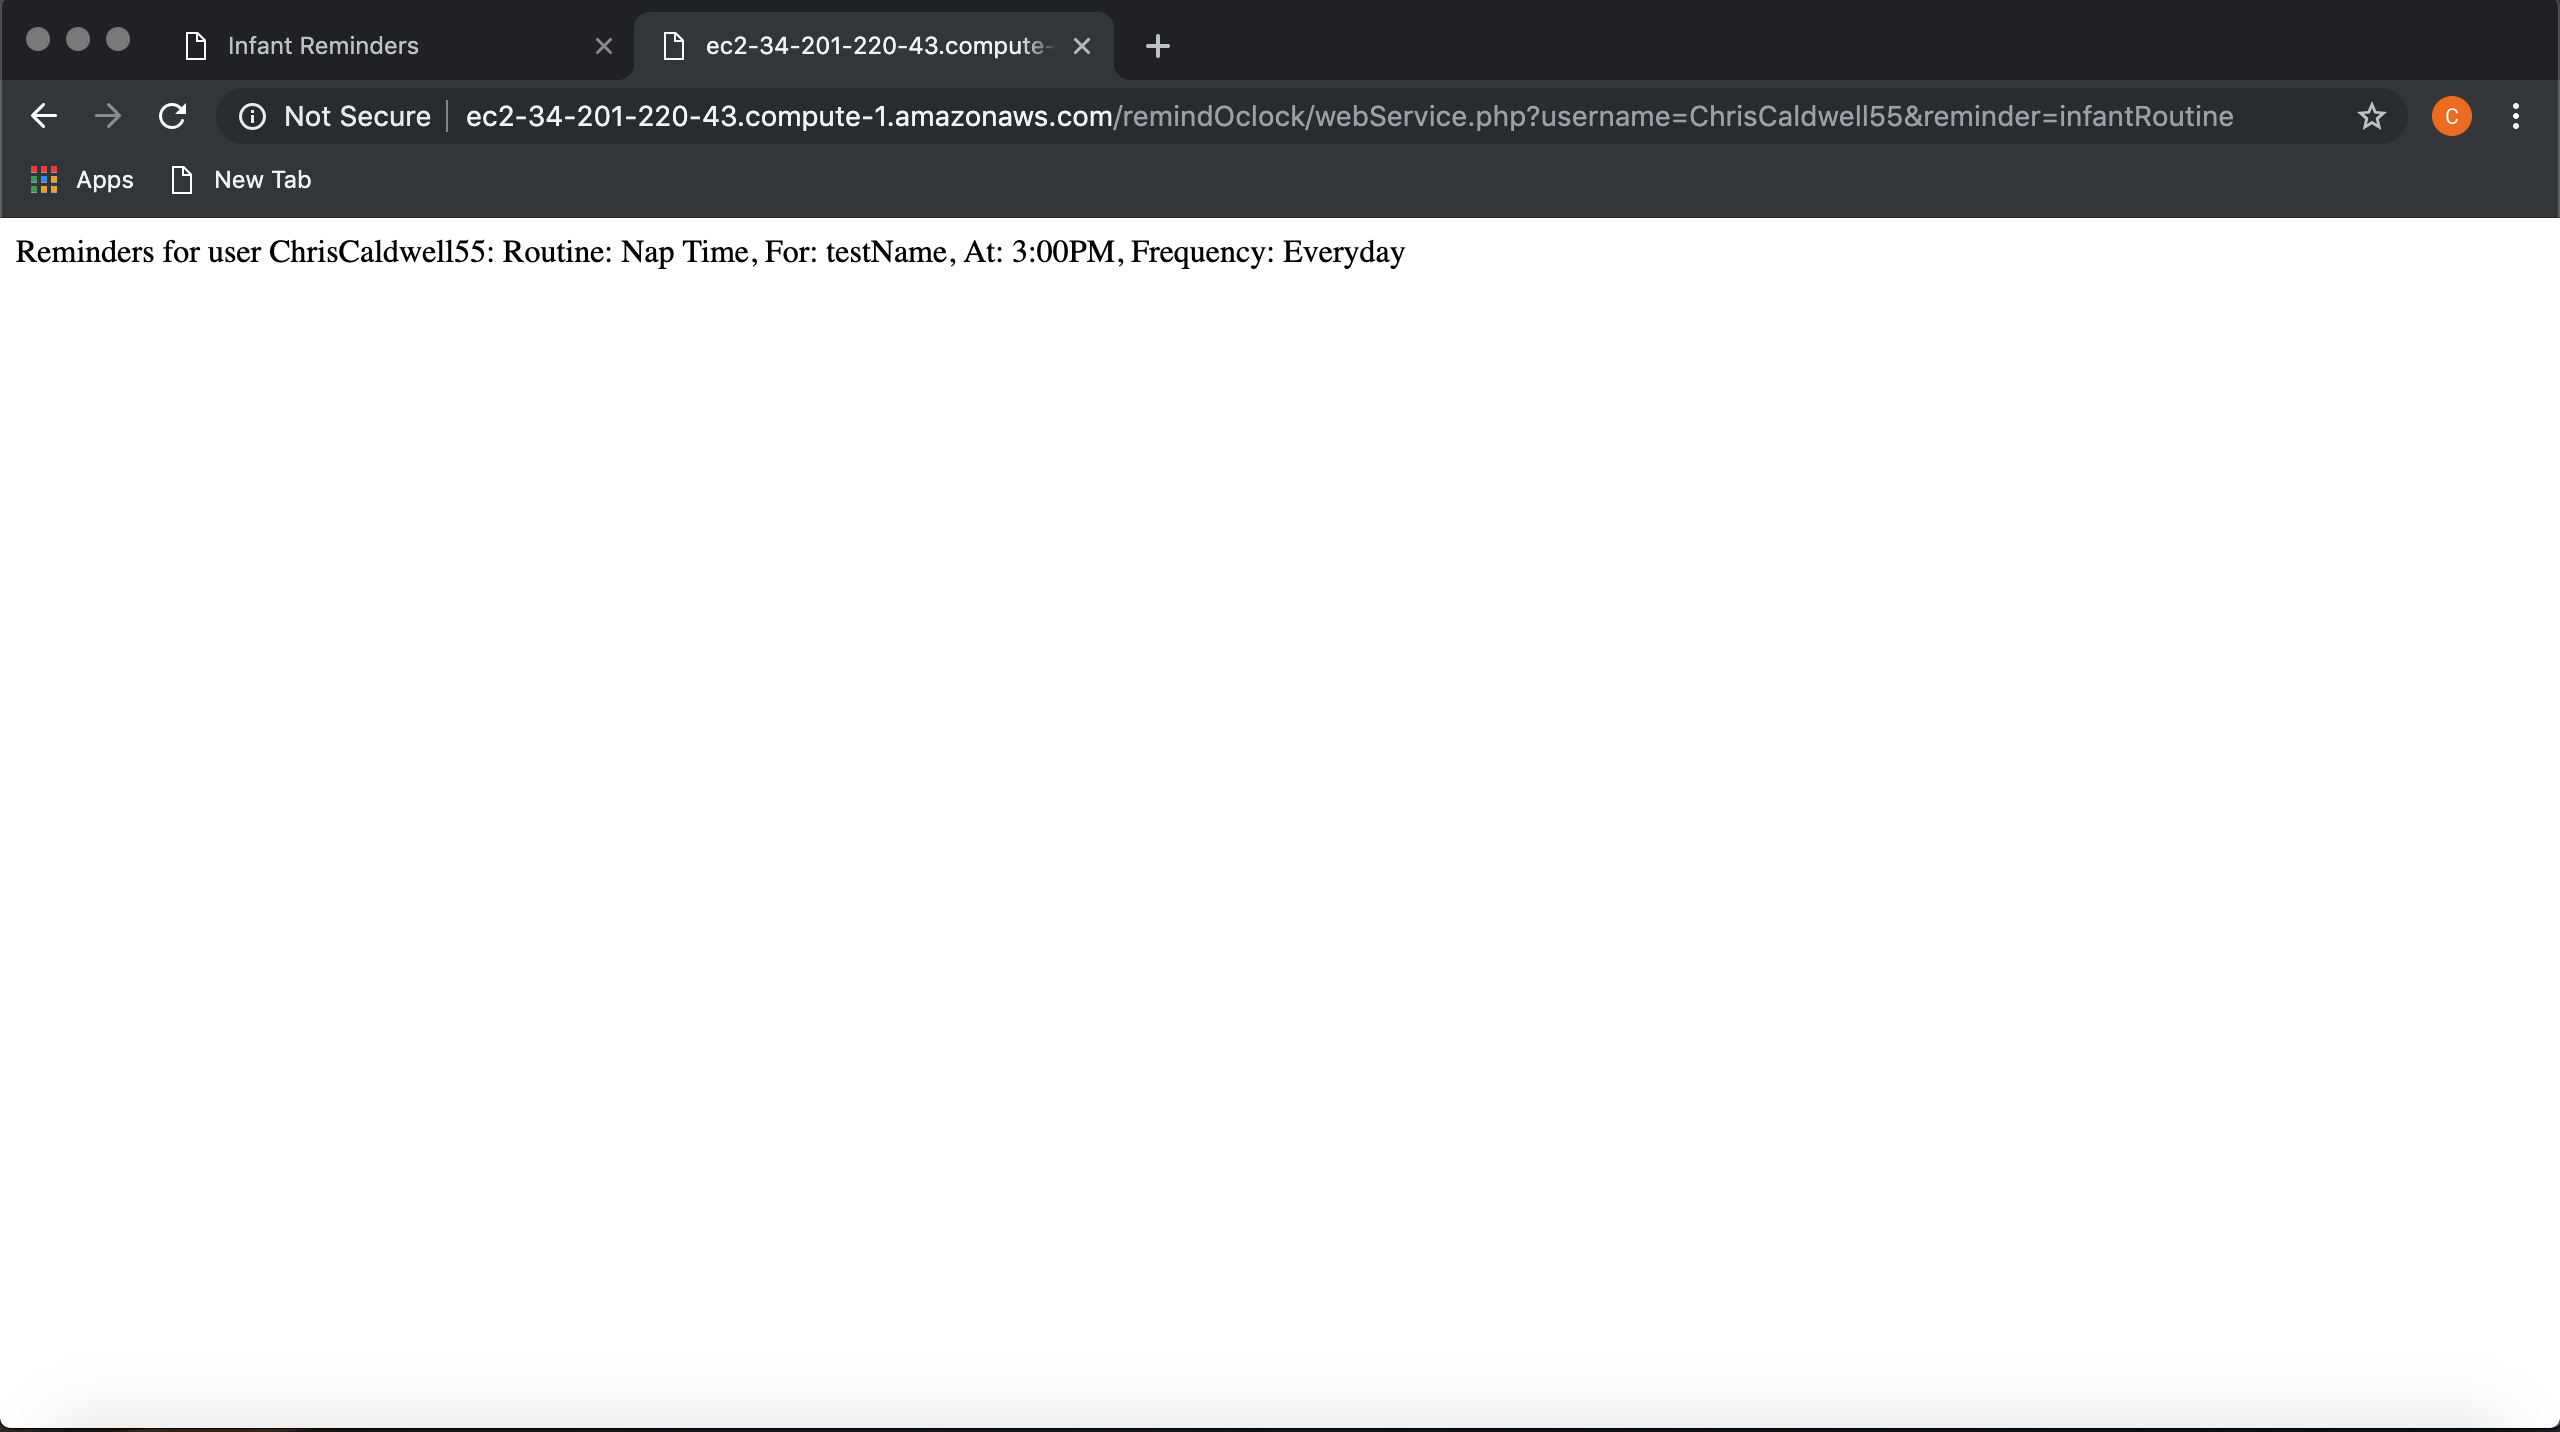 Infant Reminders
ec2-34-201-220-43.compute-
Not Secure ec2-34-201-220-43.compute-1.amazonaws.com/remindOclock/webService.php?username=ChrisCaldwell55&reminder=infantRoutine C
Apps New Tab
Reminders for user ChrisCaldwell55: Routine: Nap Time, For: testName, At: 3:00PM, Frequency: Everyday